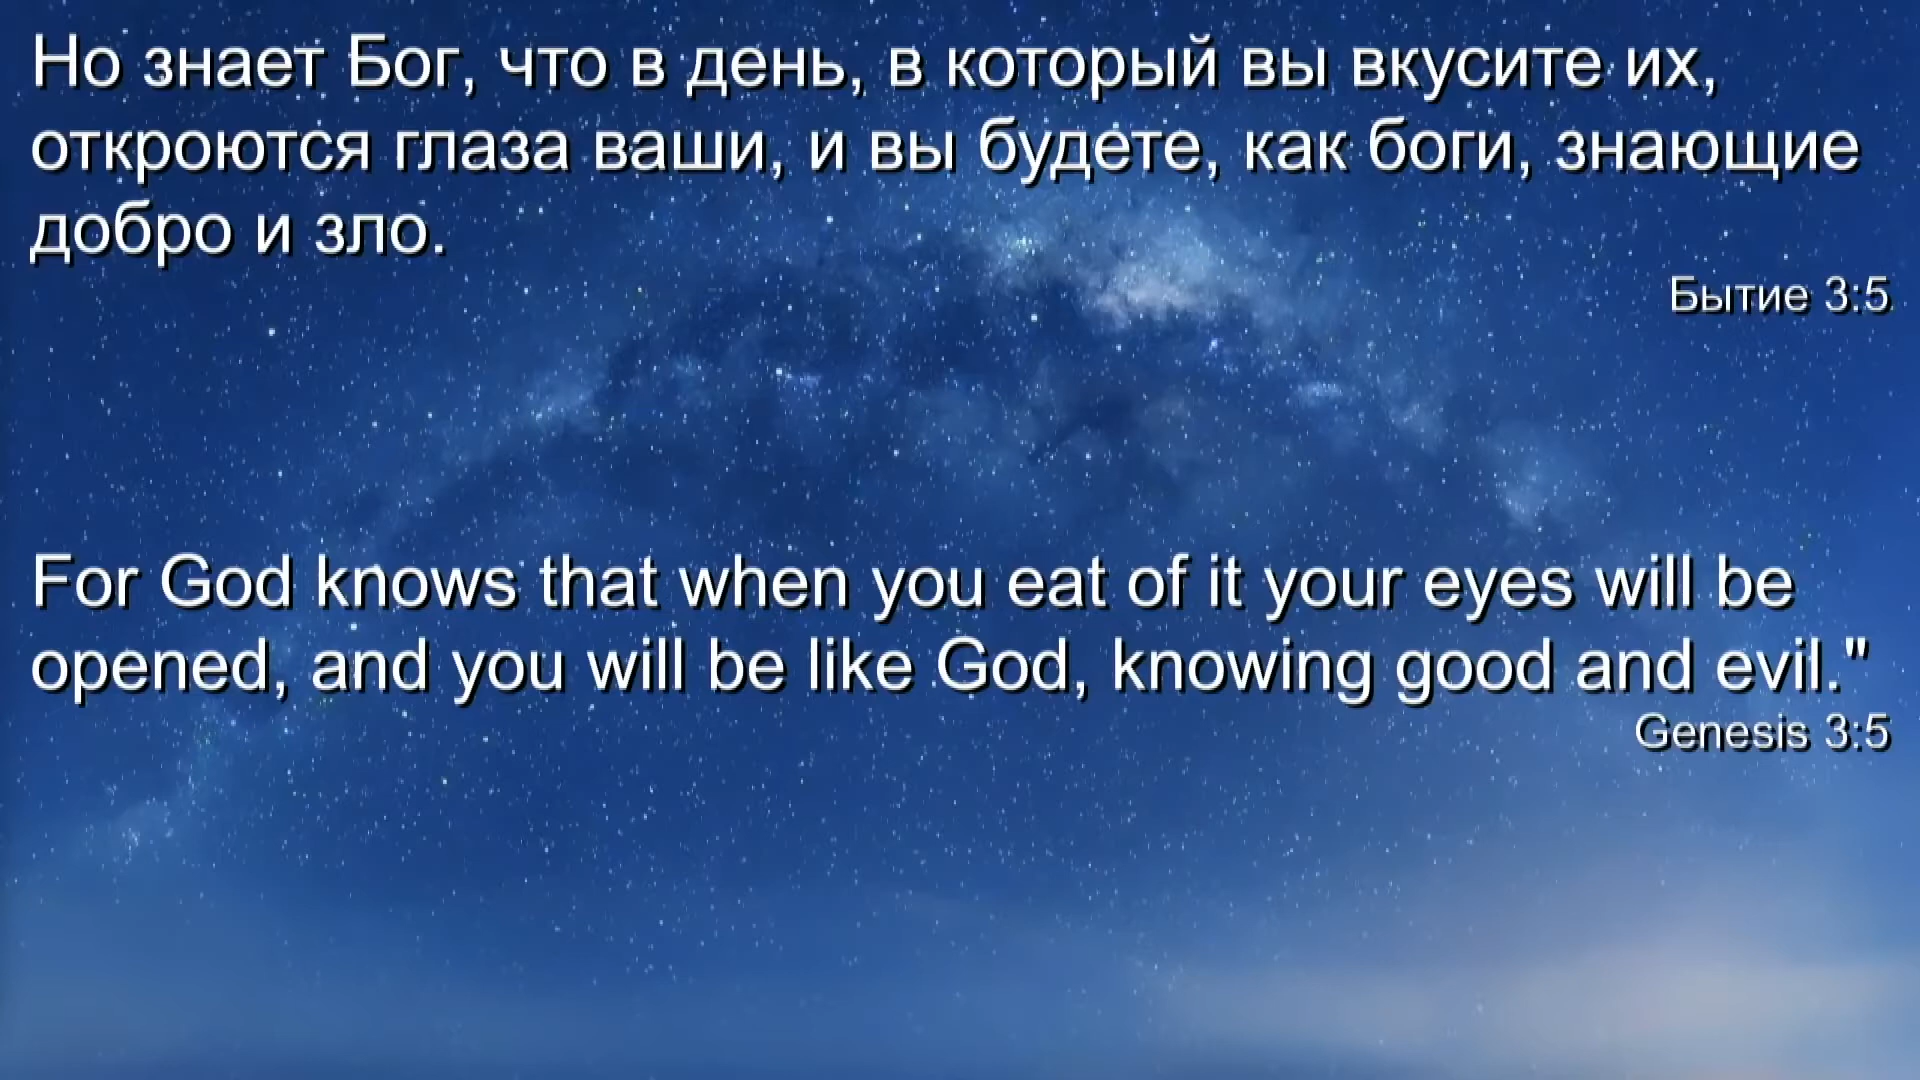 Но знает Бог, что в день, в который вы вкусите их,
откроются глаза ваши, и вы будете, как боги, знающие
добро и зло.
Бытие 3:5
For God knows that when you eat of it your eyes will be
opened, and you will be like God, knowing good and evil."
Genesis 3:5